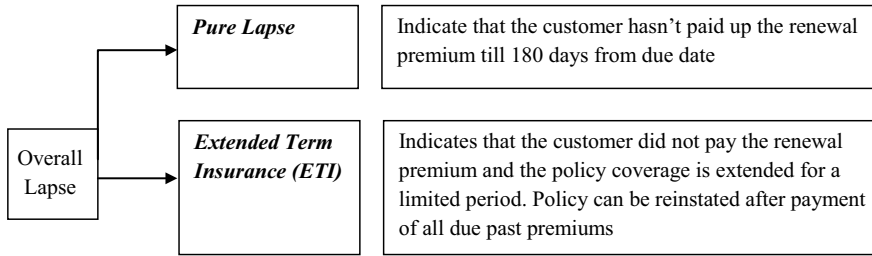 Pure Lapse
Indicate that the customer hasn't paid up the renewal
premium till 180 days from due date
Overall
Lapse
Extended Term
Insurance (ETI)
Indicates that the customer did not pay the renewal
premium and the policy coverage is extended for a
limited period. Policy can be reinstated after payment
of all due past premiums